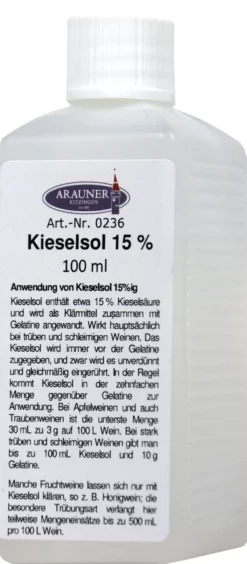 ARAUNER
KITZINGEN
Art.-Nr. 0236
Kieselsol 15 %
100 ml
Anwendung von Kieselsol 15%ig
Kieselsol enthält etwa 15 % Kieselsäure
und wird als Klärmittel zusammen mit
Gelatine angewandt. Wirkt hauptsächlich
bei trüben und schleimigen Weinen. Das
Kieselsol wird immer vor der Gelatine
zugegeben, und zwar wird es unverdünnt
und gleichmäßig eingerührt. In der Regel
kommt Kieselsol in der zehnfachen
Menge gegenüber Gelatine zur
Anwendung. Bei Apfelweinen und auch
Traubenweinen ist die unterste Menge
30 mL zu 3 g auf 100 L Wein. Bei stark
trüben und schleimigen Weinen gibt man
bis zu 100 mL Kieselsol und 10 g
Gelatine.
Manche Fruchtweine lassen sich nur mit
Kieselsol klären, so z. B. Honigwein; die
besondere Trübungsart verlangt hier
teilweise Mengeneinsätze bis zu 500 mL
pro 100 L Wein.